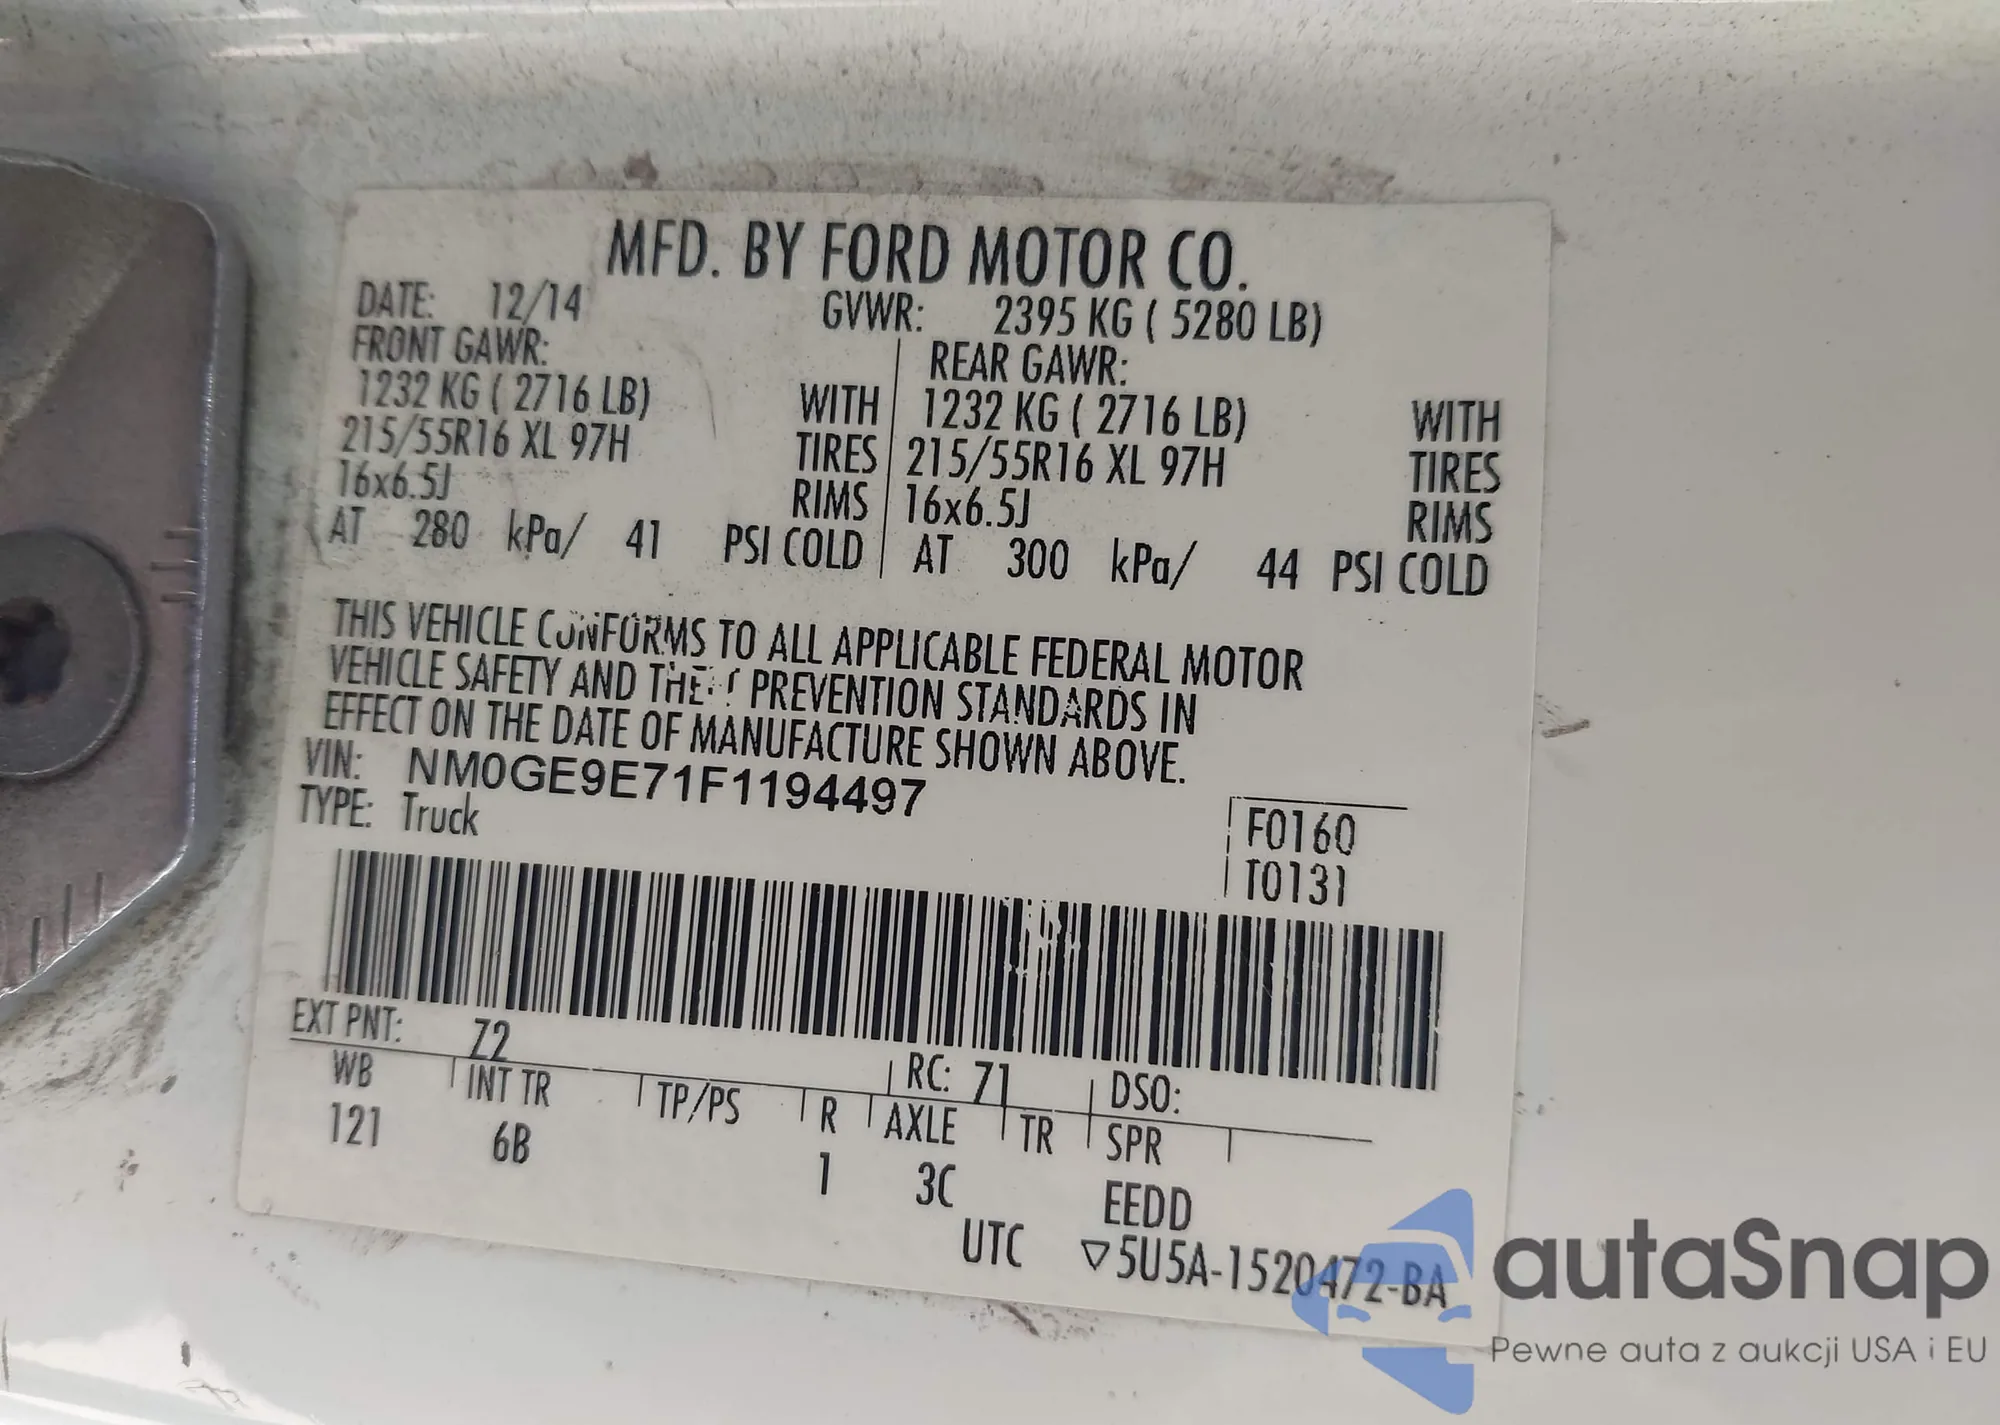 MFD. BY FORD MOTOR CO.
DATE: 12/14 GVWR: 2395 KG ( 5280 LB)
FRONT GAWR: REAR GAWR:
1232 KG ( 2716 LB) WITH 1232 KG ( 2716 LB) WITH
215/55R16 XL 97H TIRES 215/55R16 XL 97H TIRES
16x6.5J RIMS 16x6.5J RIMS
AT 280 kPa/ 41 PSI COLD AT 300 kPa/ 44 PSI COLD
THIS VEHICLE CONFORMS TO ALL APPLICABLE FEDERAL MOTOR
VEHICLE SAFETY AND THEFT PREVENTION STANDARDS IN
EFFECT ON THE DATE OF MANUFACTURE SHOWN ABOVE.
VIN: NM0GE9E71F1194497
TYPE: Truck
F0160
T0131
EXT PNT: Z2 RC: 71 DSO:
WB INT TR TP/PS R AXLE TR SPR
121 6B 1 3C EEDD
UTC ▽5U5A-1520472-BA
autaSnap
Pewne auta z aukcji USA i EU